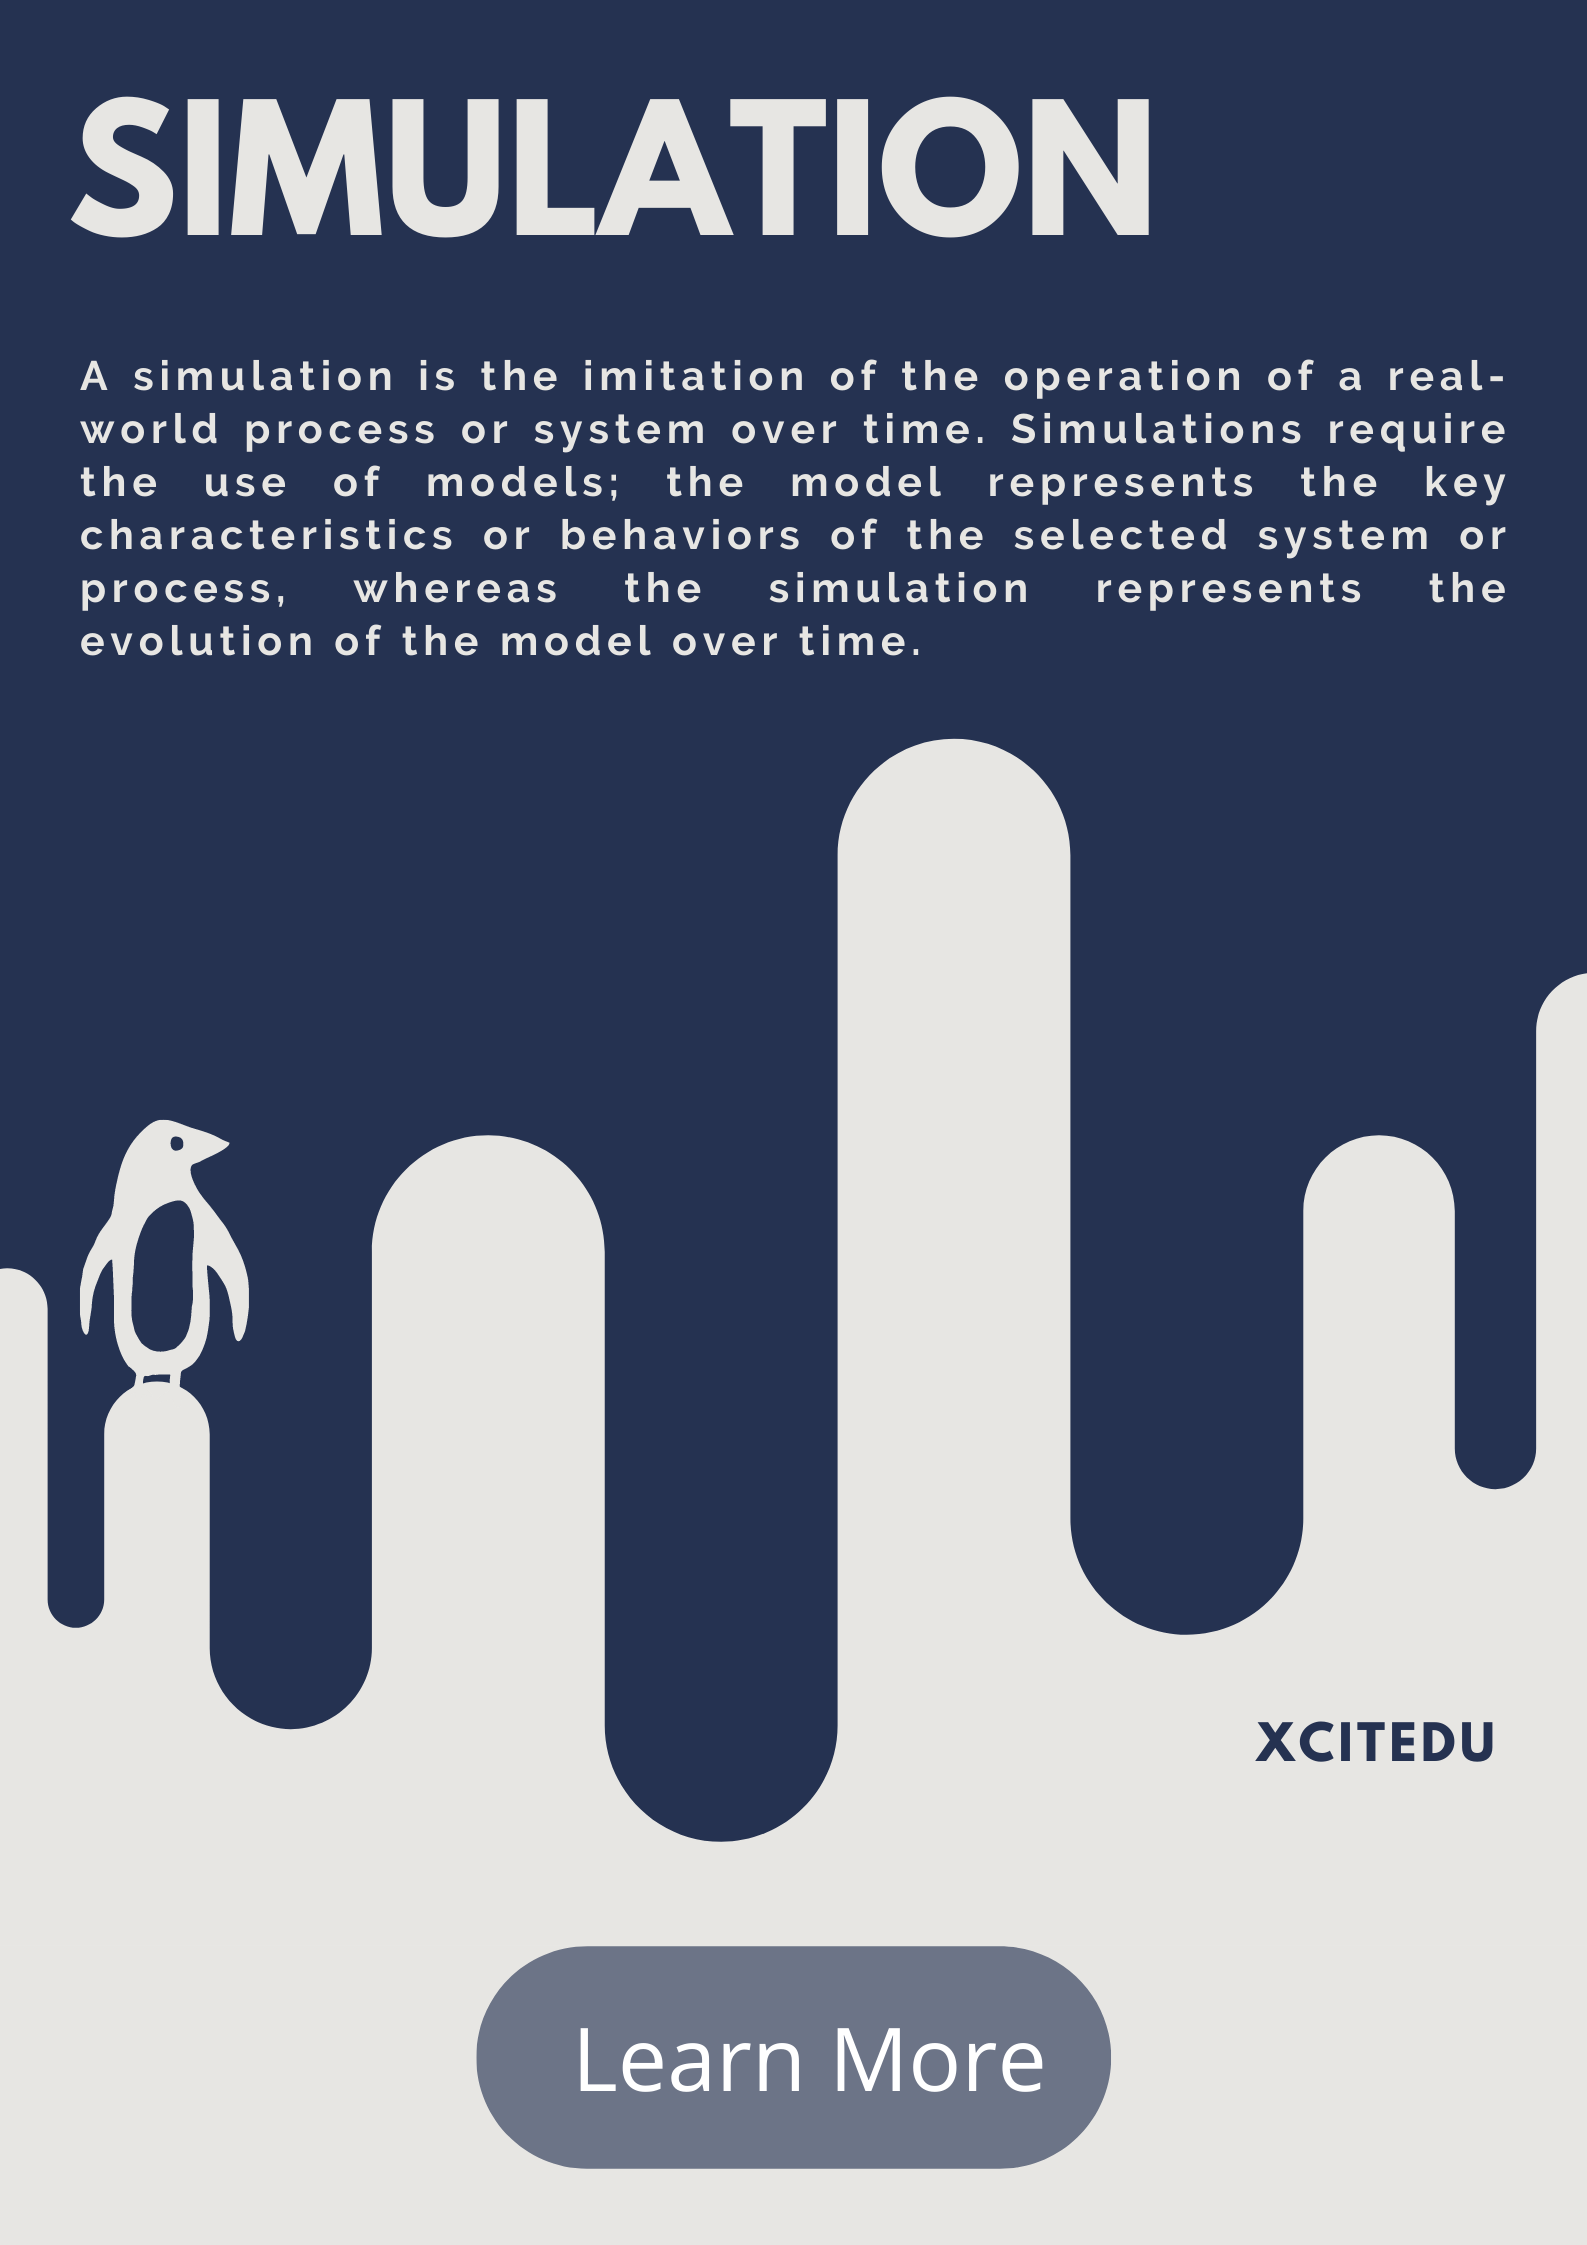 SIMULATION
A simulation is the imitation of the operation of a real-
world process or system over time. Simulations require
the use of models; the model represents the key
characteristics or behaviors of the selected system or
process, whereas the simulation represents the
evolution of the model over time.
XCITEDU
Learn More